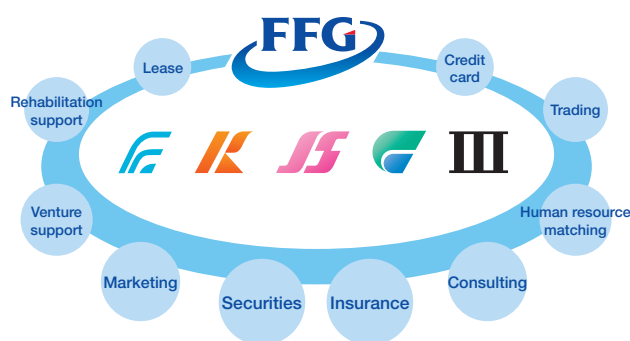 FFG
Lease
Credit
card
Rehabilitation
support
Trading
Venture
support
Human resource
matching
Marketing
Consulting
Securities
Insurance